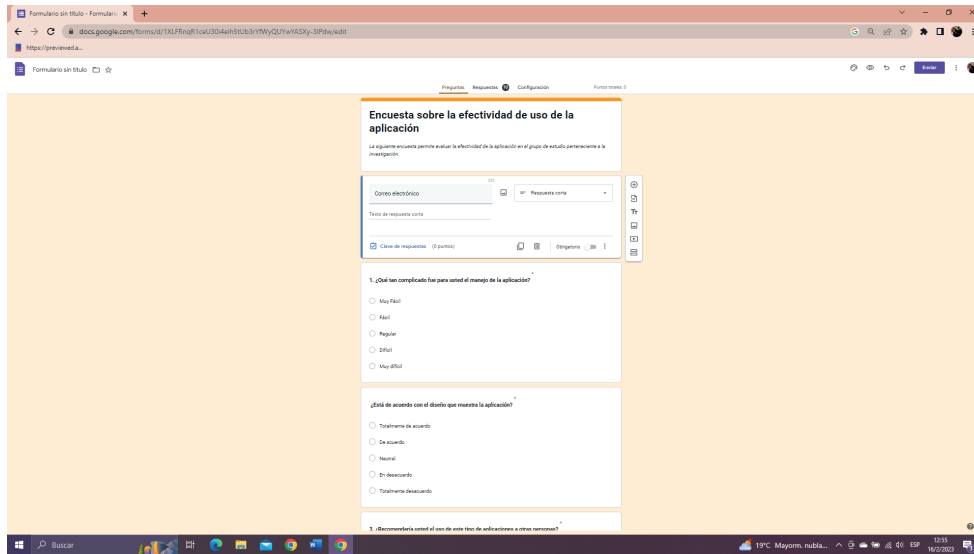 Formulario sin título - Formulario
docs.google.com/forms/d/1XLFRnqR1ceU30i4eih5tUb3rYfWyQUYwYASXy-3IPdw/edit
https://previewed.a...
Formulario sin título
Enviar
Preguntas Respuestas Configuración Puntos totales: 0
Encuesta sobre la efectividad de uso de la
aplicación
La siguiente encuesta permite evaluar la efectividad de la aplicación en el grupo de estudio perteneciente a la
investigación.
Correo electrónico
Respuesta corta
Texto de respuesta corta
Clave de respuestas (0 puntos)
Obligatorio
1. ¿Qué tan complicado fue para usted el manejo de la aplicación? *
Muy Fácil
Fácil
Regular
Difícil
Muy difícil
¿Está de acuerdo con el diseño que muestra la aplicación? *
Totalmente de acuerdo
De acuerdo
Neutral
En desacuerdo
Totalmente desacuerdo
3. ¿Recomendaría usted el uso de este tipo de aplicaciones a otras personas? *
Buscar
19°C Mayorm. nubla...
ESP
12:55
16/2/2023